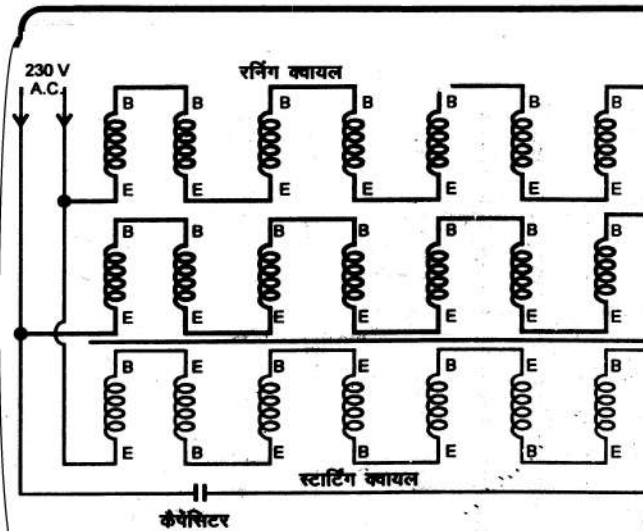 230 V
A.C.
रनिंग क्वायल
B B B B B B
E E E E E E
B B B B B B
E E E E E E
B E B E B E
E B E B E B
स्टार्टिंग क्वायल
कैपेसिटर